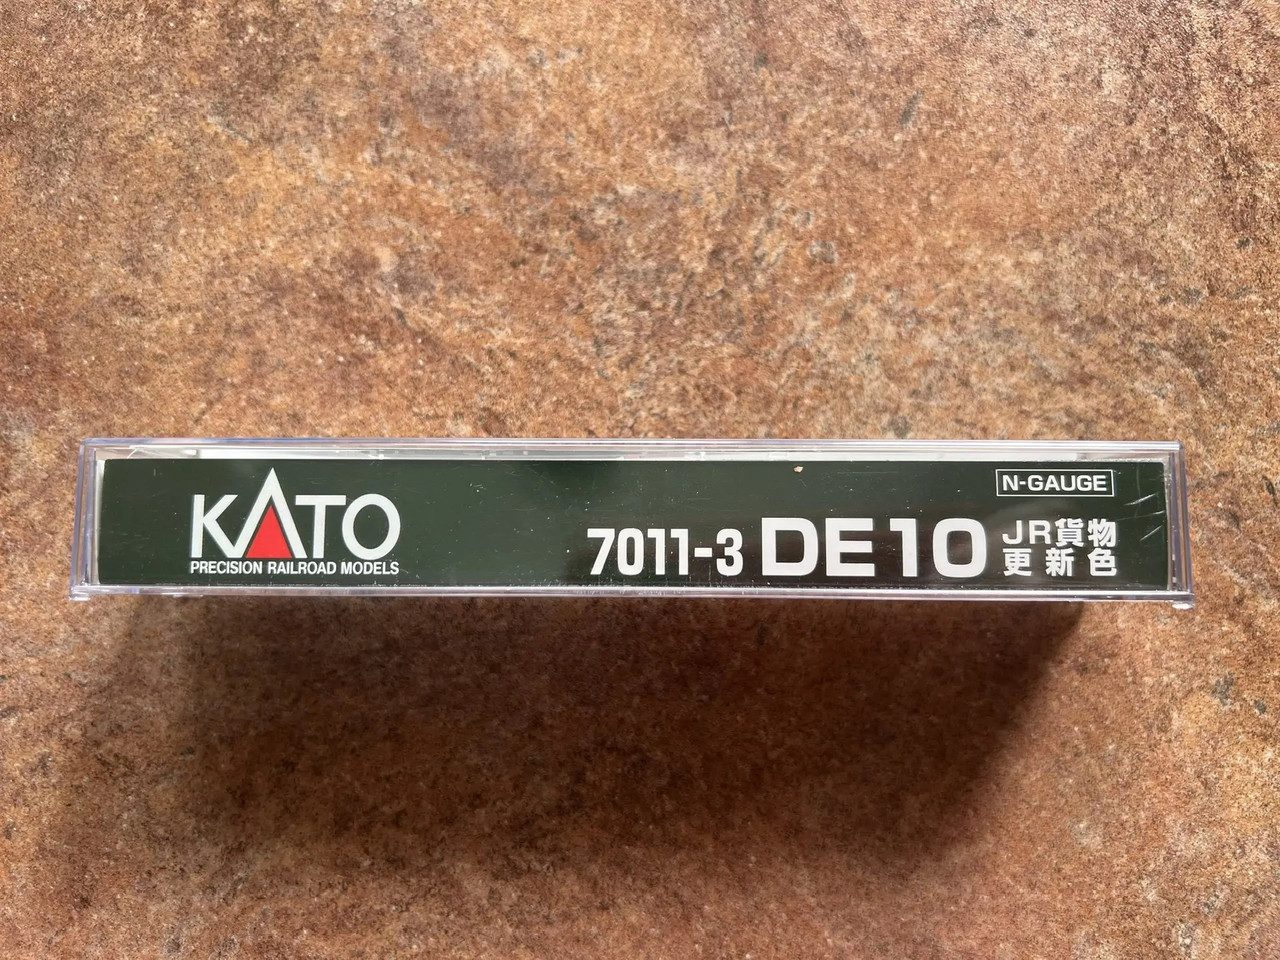 KATO
PRECISION RAILROAD MODELS
N-GAUGE
7011-3 DE10
JR貨物
更新色